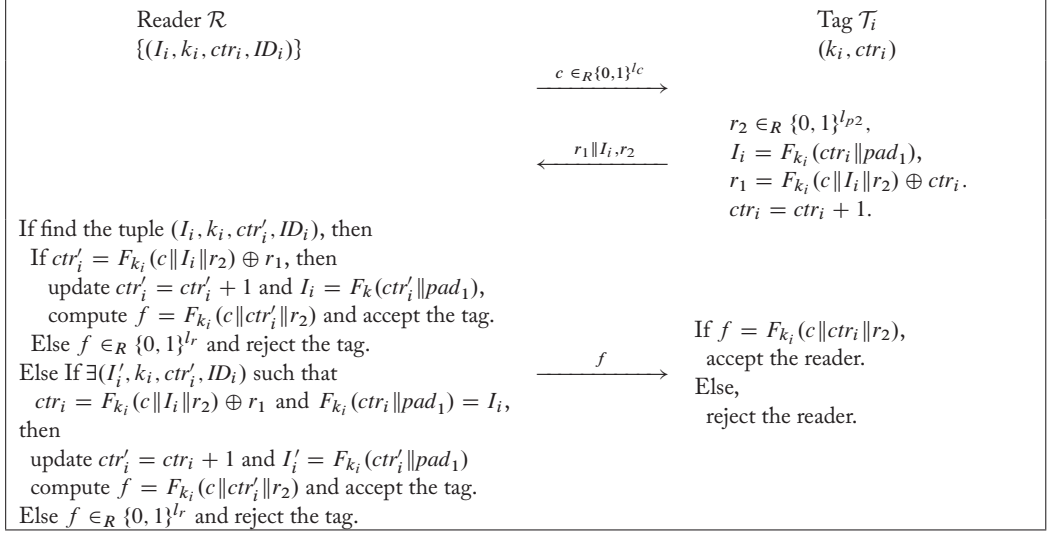 Reader R Tag T_i
{(I_i, k_i, ctr_i, ID_i)} (k_i, ctr_i)
c ∈_R {0,1}^{l_c}
r_2 ∈_R {0, 1}^{l_{p2}},
r_1‖I_i,r_2 I_i = F_{k_i}(ctr_i‖pad_1),
r_1 = F_{k_i}(c‖I_i‖r_2) ⊕ ctr_i.
ctr_i = ctr_i + 1.
If find the tuple (I_i, k_i, ctr′_i, ID_i), then
If ctr′_i = F_{k_i}(c‖I_i‖r_2) ⊕ r_1, then
update ctr′_i = ctr′_i + 1 and I_i = F_k(ctr′_i‖pad_1),
compute f = F_{k_i}(c‖ctr′_i‖r_2) and accept the tag.
Else f ∈_R {0, 1}^{l_r} and reject the tag.
Else If ∃(I′_i, k_i, ctr′_i, ID_i) such that
ctr_i = F_{k_i}(c‖I_i‖r_2) ⊕ r_1 and F_{k_i}(ctr_i‖pad_1) = I_i,
then
update ctr′_i = ctr_i + 1 and I′_i = F_{k_i}(ctr′_i‖pad_1)
compute f = F_{k_i}(c‖ctr′_i‖r_2) and accept the tag.
Else f ∈_R {0, 1}^{l_r} and reject the tag.
f
If f = F_{k_i}(c‖ctr_i‖r_2),
accept the reader.
Else,
reject the reader.